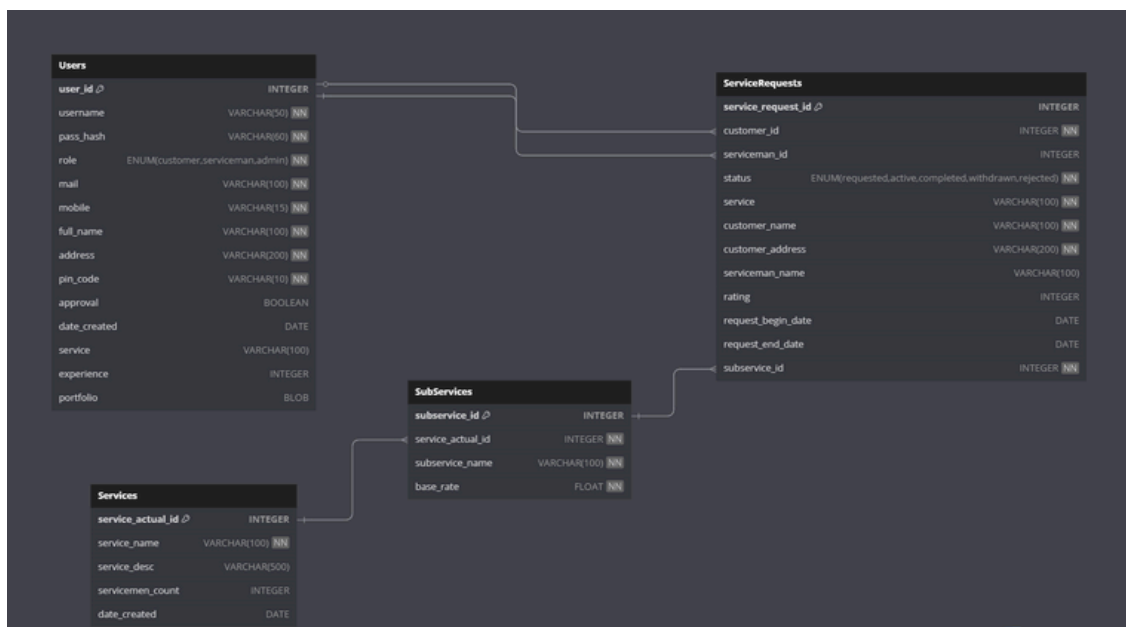 Users
user_id INTEGER
username VARCHAR(50) NN
pass_hash VARCHAR(60) NN
role ENUM(customer,serviceman,admin) NN
mail VARCHAR(100) NN
mobile VARCHAR(15) NN
full_name VARCHAR(100) NN
address VARCHAR(200) NN
pin_code VARCHAR(10) NN
approval BOOLEAN
date_created DATE
service VARCHAR(100)
experience INTEGER
portfolio BLOB
ServiceRequests
service_request_id INTEGER
customer_id INTEGER NN
serviceman_id INTEGER
status ENUM(requested,active,completed,withdrawn,rejected) NN
service VARCHAR(100) NN
customer_name VARCHAR(100) NN
customer_address VARCHAR(200) NN
serviceman_name VARCHAR(100)
rating INTEGER
request_begin_date DATE
request_end_date DATE
subservice_id INTEGER NN
SubServices
subservice_id INTEGER
service_actual_id INTEGER NN
subservice_name VARCHAR(100) NN
base_rate FLOAT NN
Services
service_actual_id INTEGER
service_name VARCHAR(100) NN
service_desc VARCHAR(500)
servicemen_count INTEGER
date_created DATE